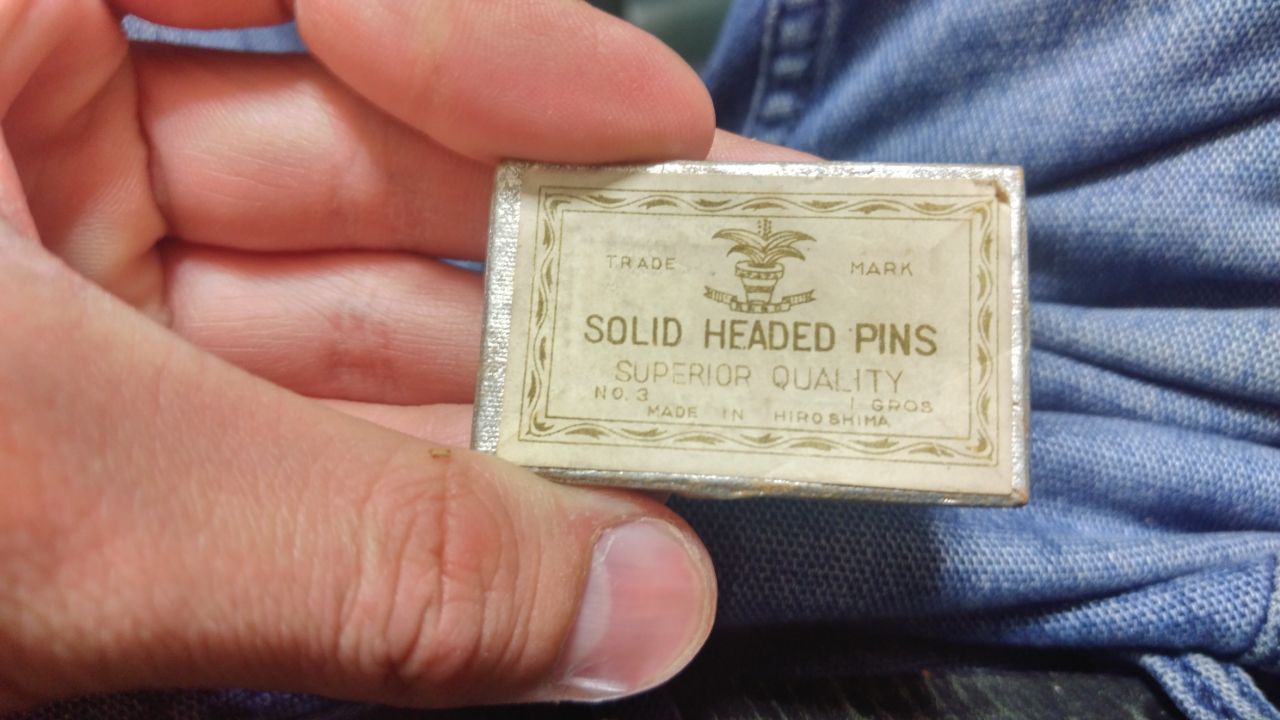 TRADE MARK
SOLID HEADED PINS
SUPERIOR QUALITY
NO. 3 1 GROS
MADE IN HIROSHIMA